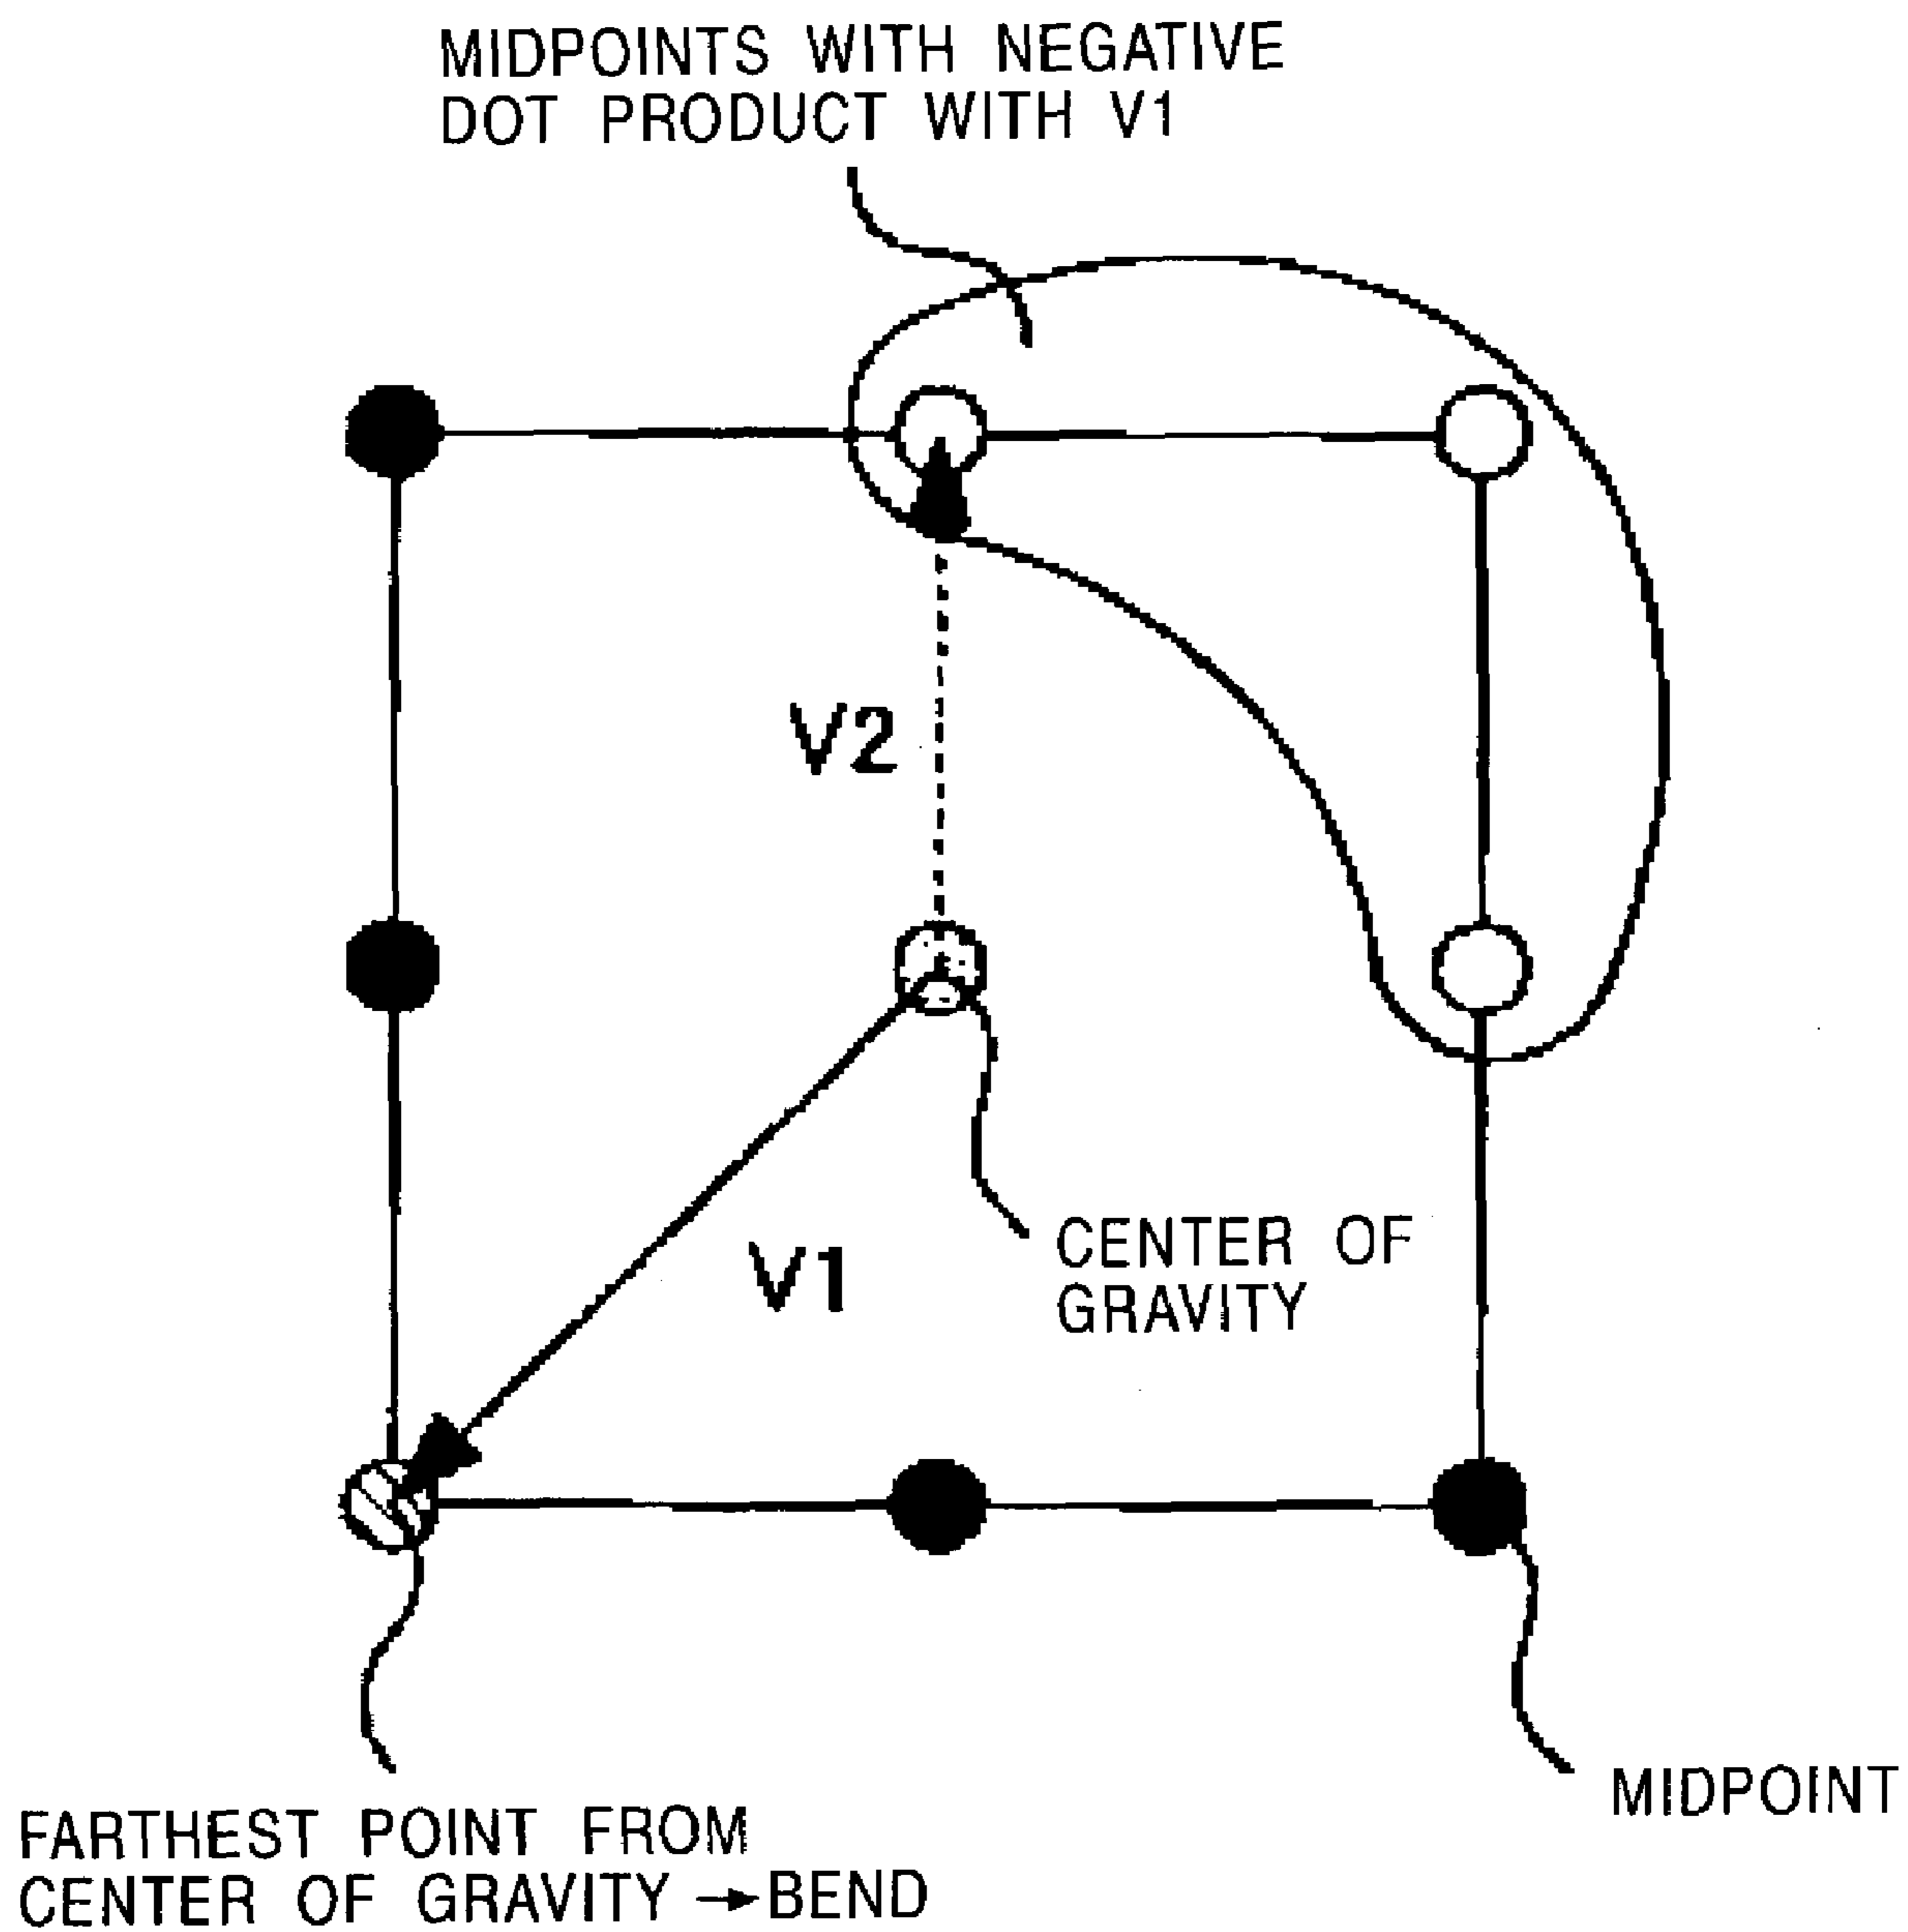 MIDPOINTS WITH NEGATIVE
DOT PRODUCT WITH V1
V2
V1
CENTER OF
GRAVITY
MIDPOINT
FARTHEST POINT FROM
CENTER OF GRAVITY → BEND